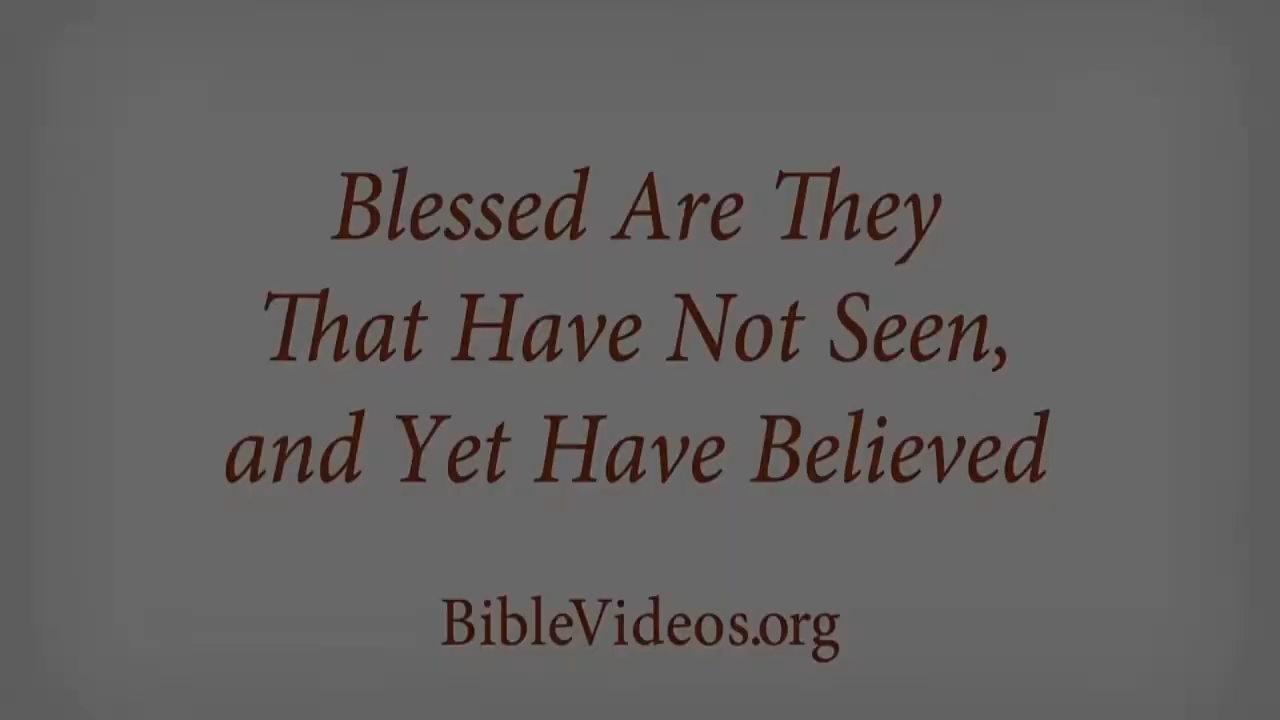 Blessed Are They
That Have Not Seen,
and Yet Have Believed
BibleVideos.org